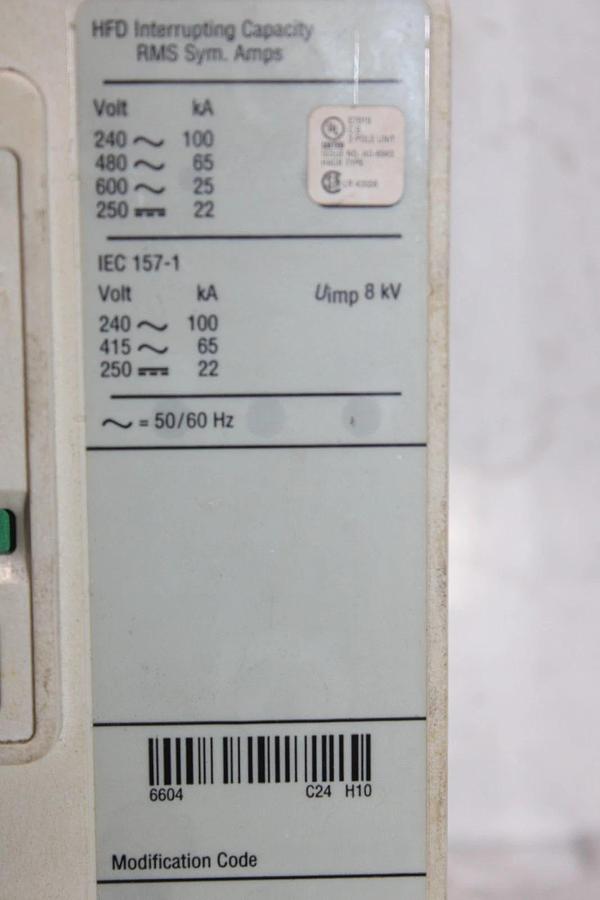 HFD Interrupting Capacity
RMS Sym. Amps
Volt kA
240 ~ 100
480 ~ 65
600 ~ 25
250 ⎓ 22
UL
SA
IEC 157-1
Volt kA
Uimp 8 kV
240 ~ 100
415 ~ 65
250 ⎓ 22
~ = 50/60 Hz
6604 C24 H10
Modification Code